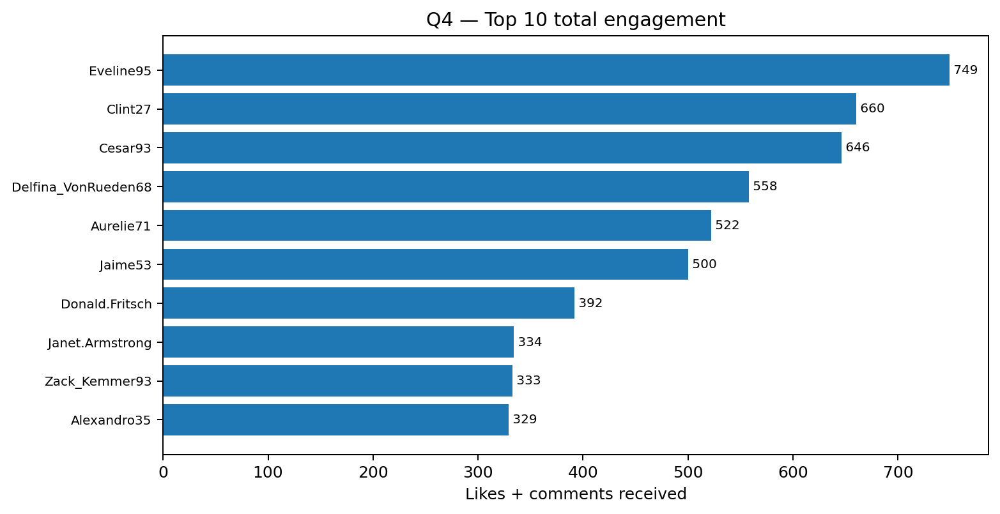 Q4 — Top 10 total engagement
Eveline95 749
Clint27 660
Cesar93 646
Delfina_VonRueden68 558
Aurelie71 522
Jaime53 500
Donald.Fritsch 392
Janet.Armstrong 334
Zack_Kemmer93 333
Alexandro35 329
0 100 200 300 400 500 600 700
Likes + comments received